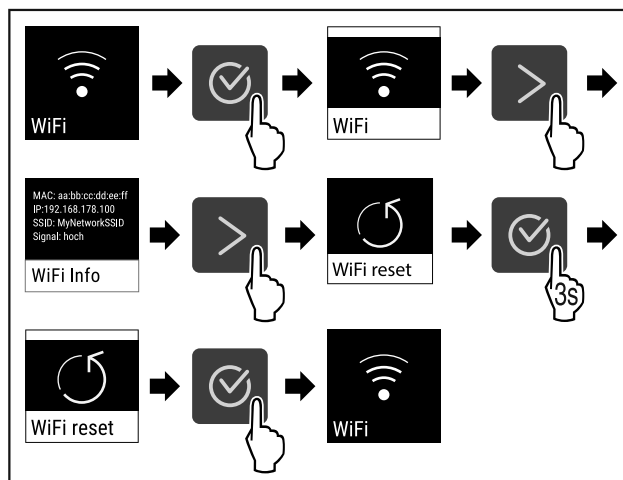 WiFi
WiFi
MAC: aa:bb:cc:dd:ee:ff
IP:192.168.178.100
SSID: MyNetworkSSID
Signal: hoch
WiFi Info
WiFi reset
3s
WiFi reset
WiFi